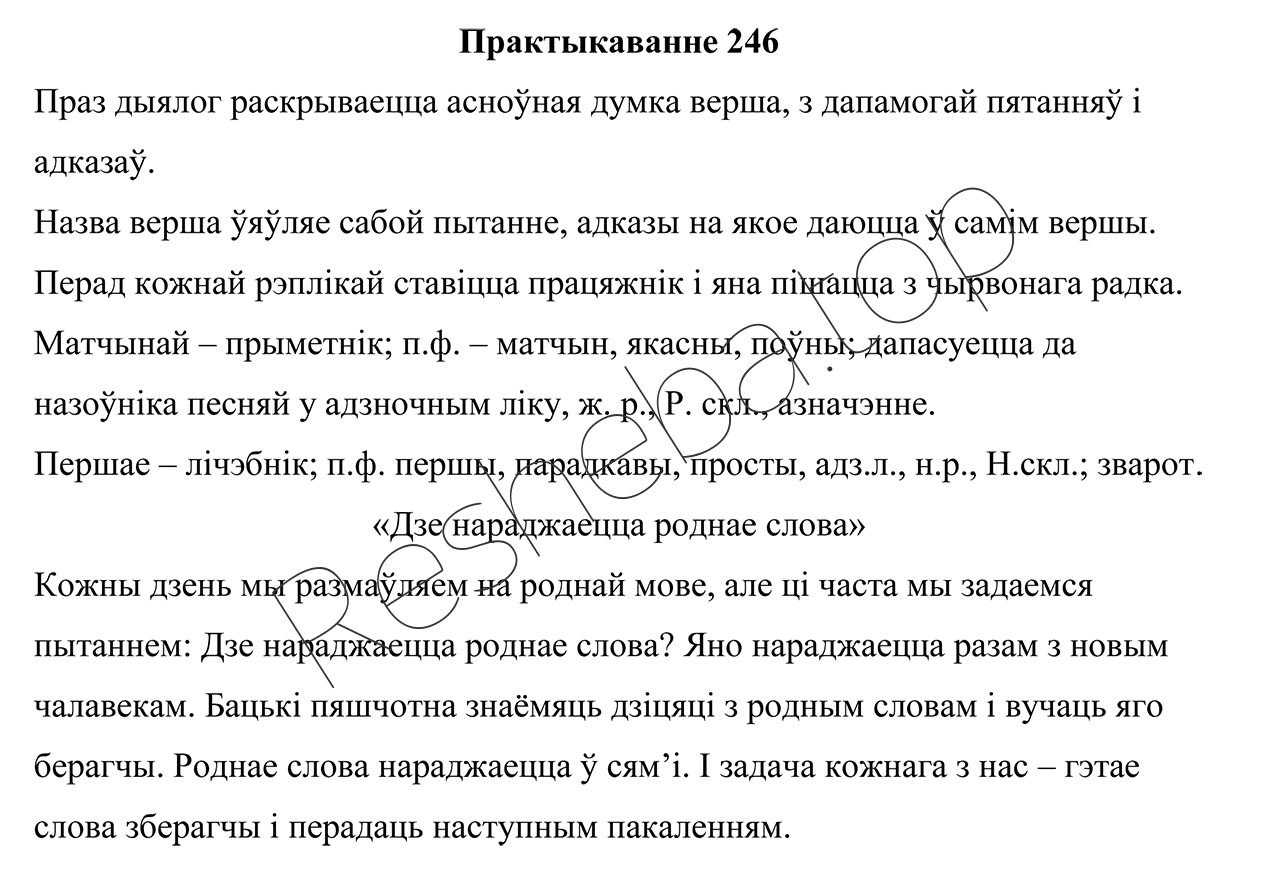 Практыкаванне 246
Праз дыялог раскрываецца асноўная думка верша, з дапамогай пятанняў і
адказаў.
Назва верша ўяўляе сабой пытанне, адказы на якое даюцца ў самім вершы.
Перад кожнай рэплікай ставіцца працяжнік і яна пішацца з чырвонага радка.
Матчынай – прыметнік; п.ф. – матчын, якасны, поўны; дапасуецца да
назоўніка песняй у адзночным ліку, ж. р., Р. скл., азначэнне.
Першае – лічэбнік; п.ф. першы, парадкавы, просты, адз.л., н.р., Н.скл.; зварот.
«Дзе нараджаецца роднае слова»
Кожны дзень мы размаўляем на роднай мове, але ці часта мы задаемся
пытаннем: Дзе нараджаецца роднае слова? Яно нараджаецца разам з новым
чалавекам. Бацькі пяшчотна знаёмяць дзіцяці з родным словам і вучаць яго
берагчы. Роднае слова нараджаецца ў сям’і. І задача кожнага з нас – гэтае
слова зберагчы і перадаць наступным пакаленням.
Resheba.top